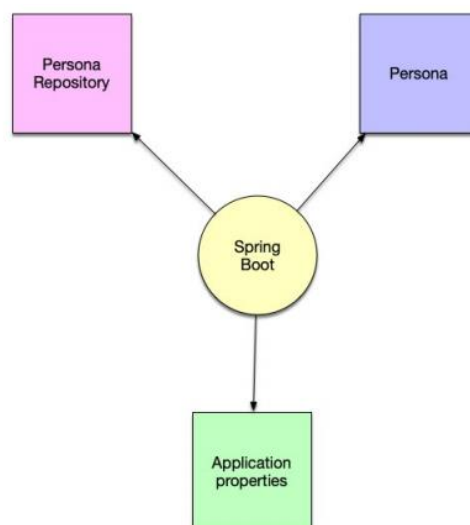 Persona
Repository
Persona
Spring
Boot
Application
properties